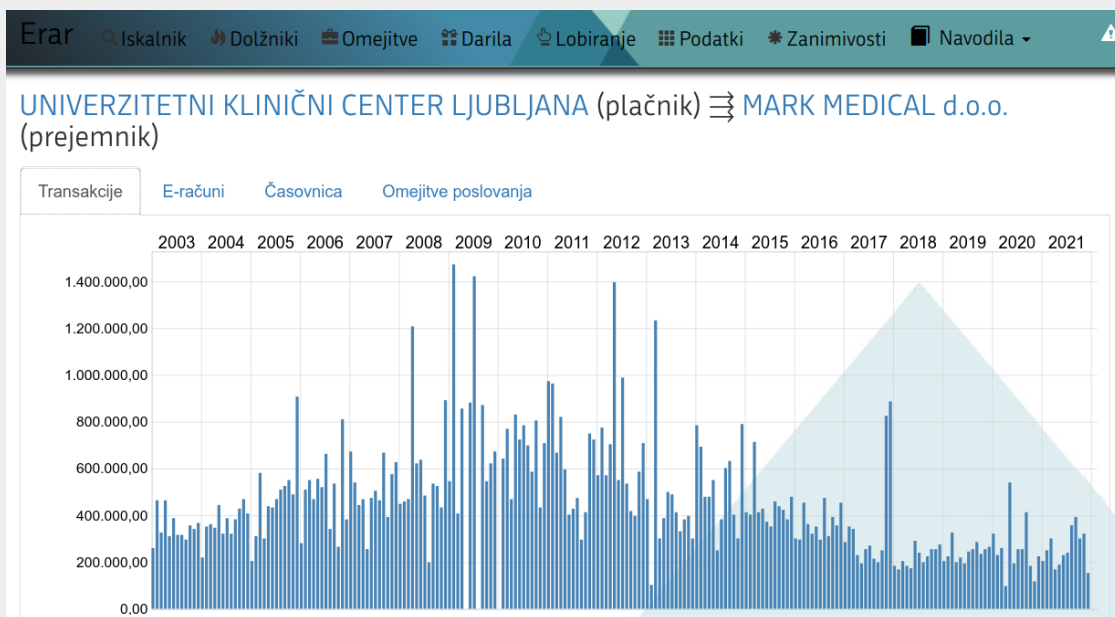 Erar Iskalnik Dolžniki Omejitve Darila Lobiranje Podatki Zanimivosti Navodila
UNIVERZITETNI KLINIČNI CENTER LJUBLJANA (plačnik) ⇶ MARK MEDICAL d.o.o.
(prejemnik)
Transakcije E-računi Časovnica Omejitve poslovanja
2003 2004 2005 2006 2007 2008 2009 2010 2011 2012 2013 2014 2015 2016 2017 2018 2019 2020 2021
1.400.000,00
1.200.000,00
1.000.000,00
800.000,00
600.000,00
400.000,00
200.000,00
0,00